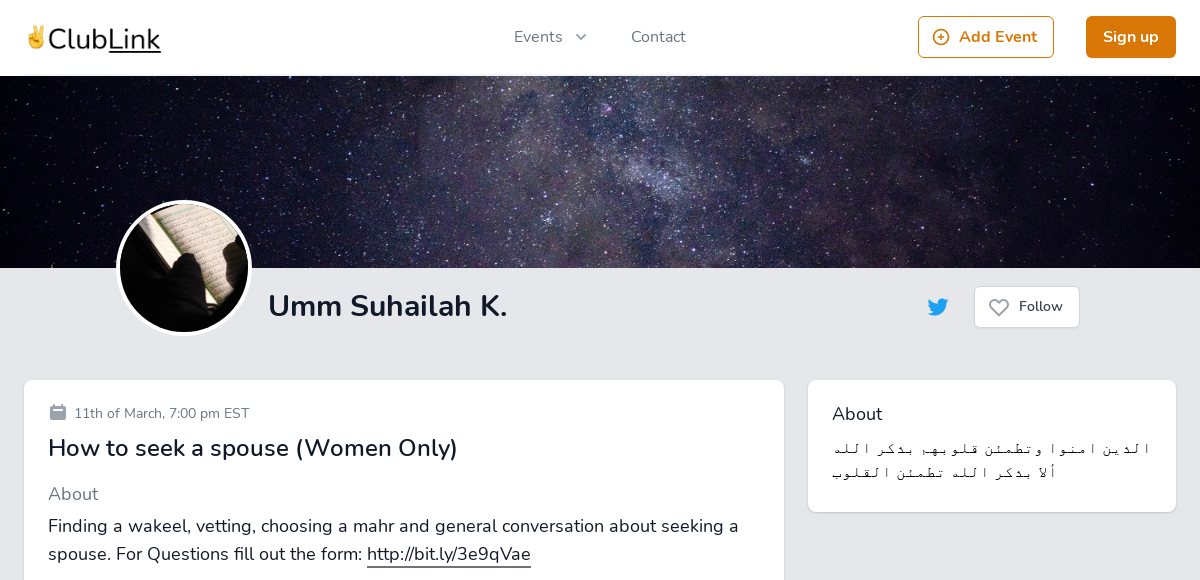 ✌ClubLink
Events
Contact
Add Event
Sign up
Umm Suhailah K.
Follow
11th of March, 7:00 pm EST
How to seek a spouse (Women Only)
About
Finding a wakeel, vetting, choosing a mahr and general conversation about seeking a
spouse. For Questions fill out the form: http://bit.ly/3e9qVae
About
الذين امنوا وتطمئن قلوبهم بذكر الله
ألا بذكر الله تطمئن القلوب